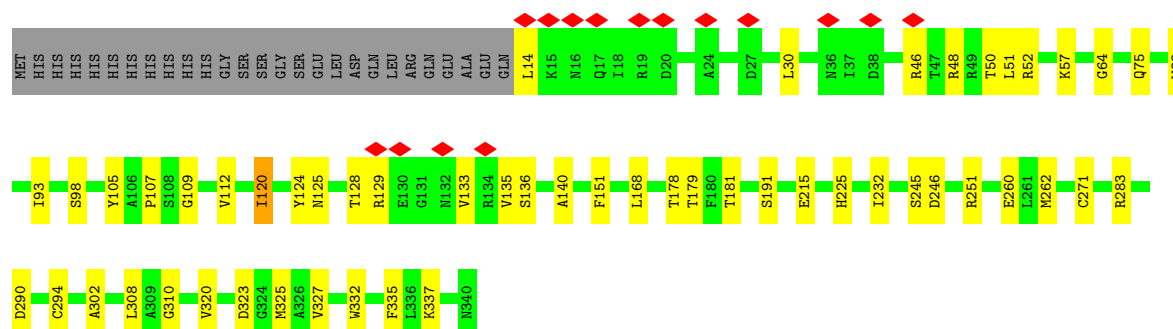 MET HIS HIS HIS HIS HIS HIS HIS HIS HIS HIS GLY SER SER GLY SER GLU LEU ASP GLN LEU ARG GLN GLU ALA GLU GLN L14 K15 N16 Q17 I18 R19 D20 A24 D27 L30 N36 I37 D38 R46 T47 R48 R49 T50 L51 R52 K57 G64 Q75
I93 S98 Y105 A106 P107 S108 G109 V112 I120 Y124 N125 T128 R129 E130 G131 N132 V133 R134 V135 S136 A140 F151 L168 T178 T179 F180 T181 S191 E215 H225 I232 S245 D246 R251 E260 L261 M262 C271 R283
D290 C294 A302 L308 A309 G310 V320 D323 G324 M325 A326 V327 W332 F335 L336 K337 N340